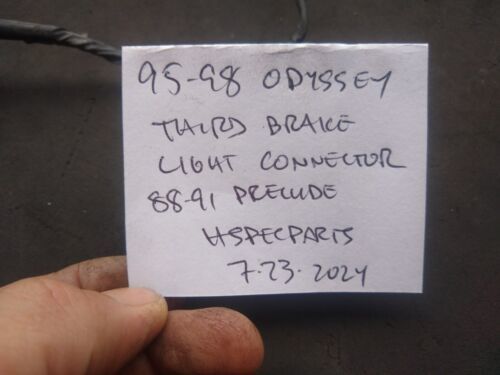 95-98 ODYSSEY
THIRD BRAKE
LIGHT CONNECTOR
88-91 PRELUDE
HSPECPARTS
7.23.2024